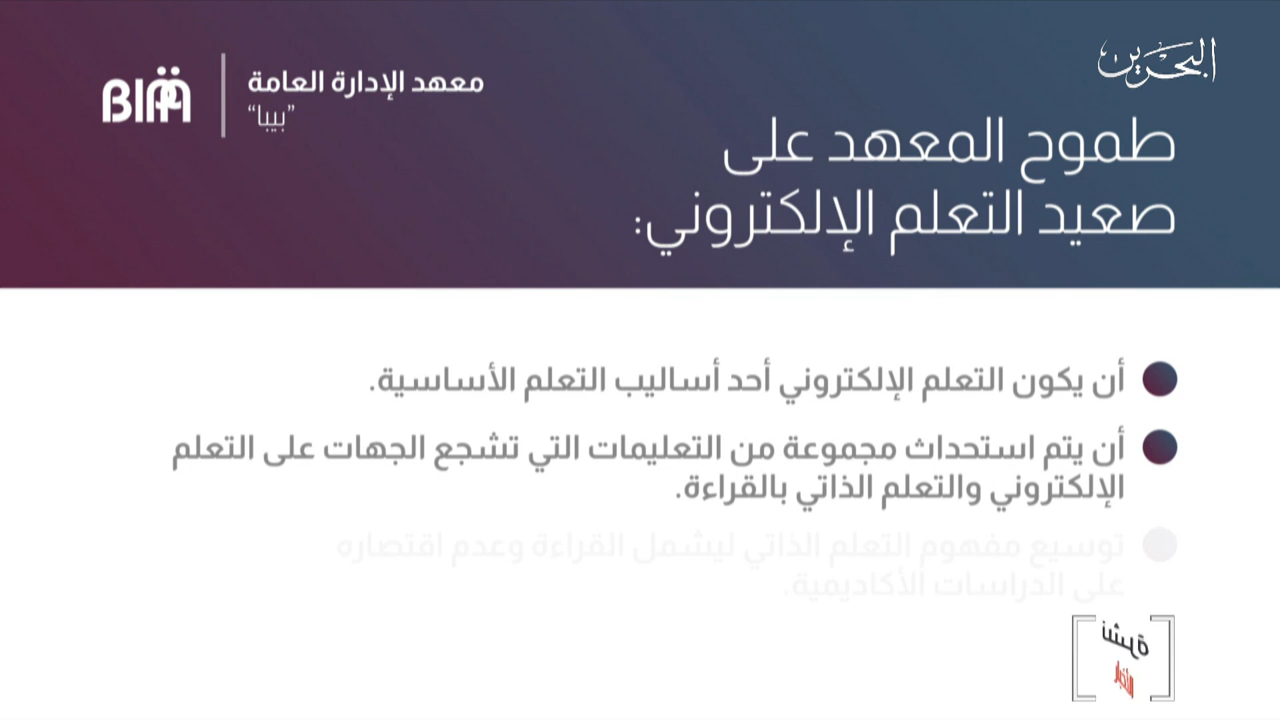 البحرين
معهد الإدارة العامة
”بيبا“
BIPA
طموح المعهد على
صعيد التعلم الإلكتروني:
أن يكون التعلم الإلكتروني أحد أساليب التعلم الأساسية.
أن يتم استحداث مجموعة من التعليمات التي تشجع الجهات على التعلم
الإلكتروني والتعلم الذاتي بالقراءة.
توسيع مفهوم التعلم الذاتي ليشمل القراءة وعدم اقتصاره
على الدراسات الأكاديمية.
نشرة
الأخبار